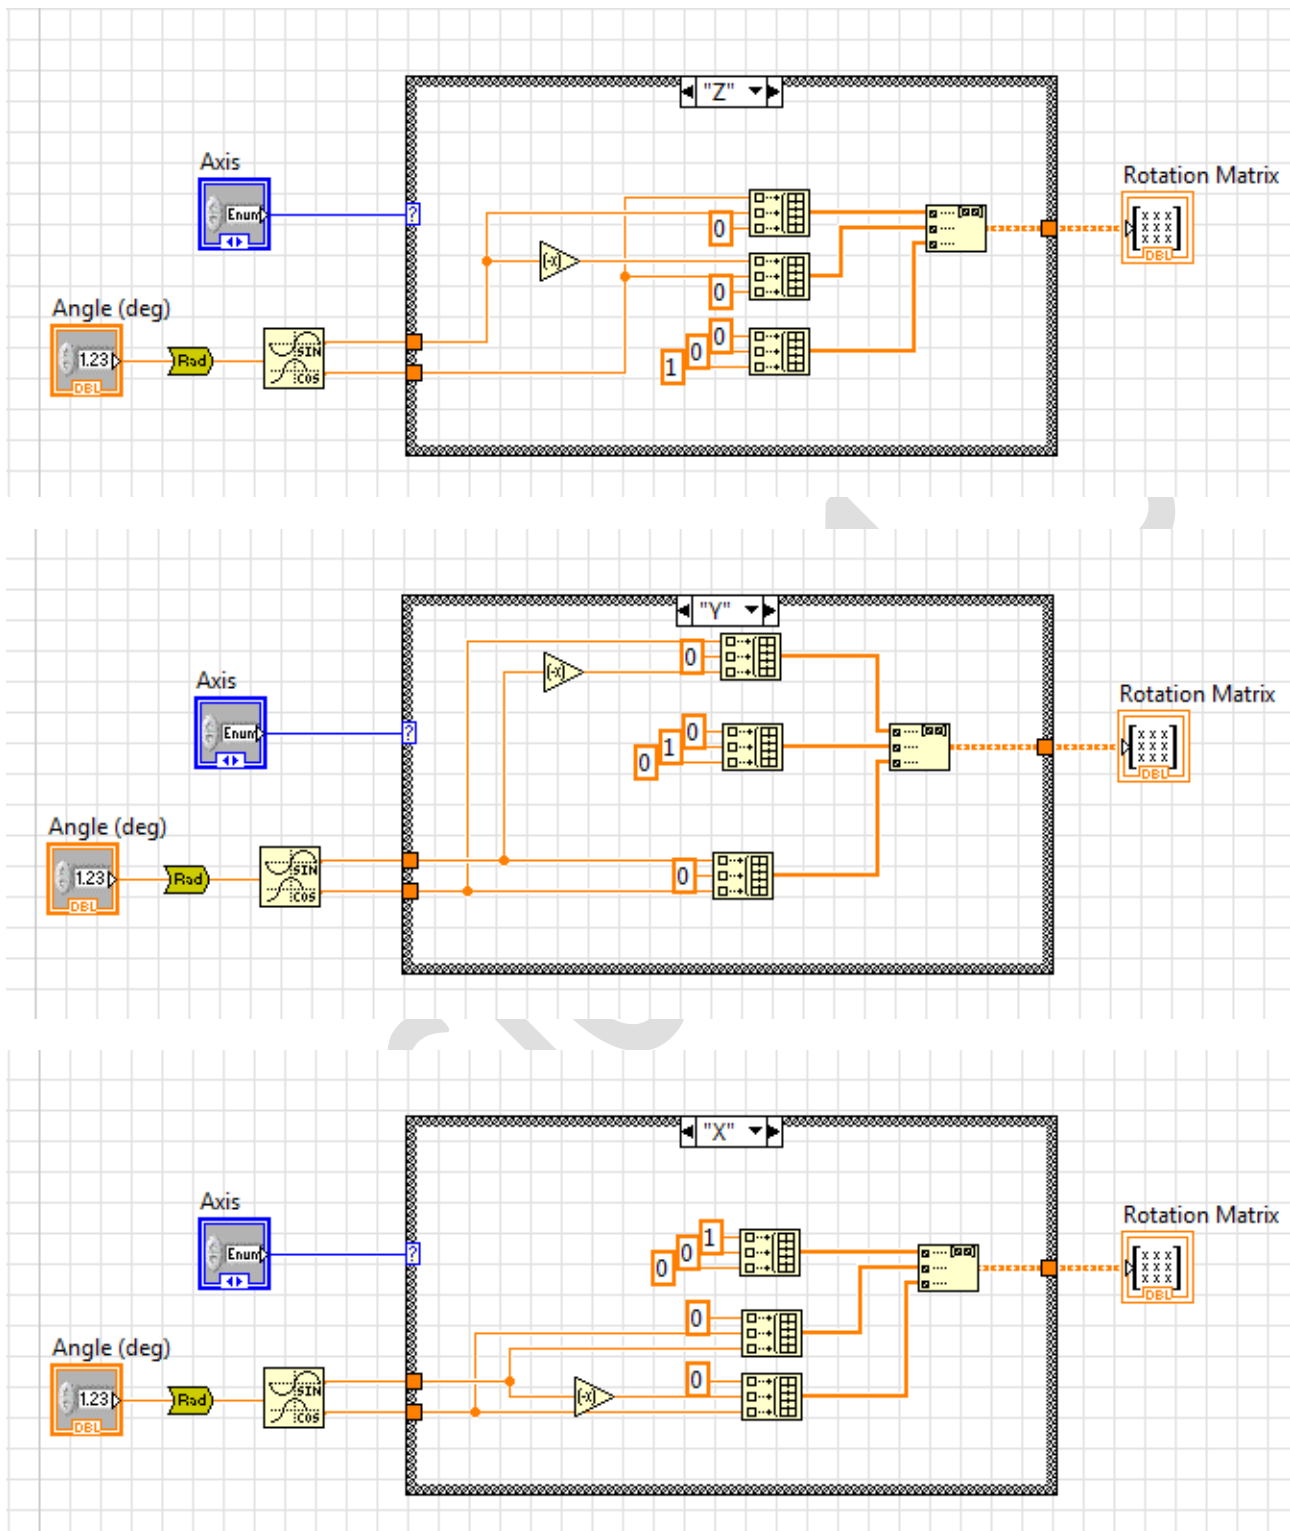 "Z"
Axis
Enum
?
Rotation Matrix
x x x
x x x
x x x
DBL
0
(-x)
0
Angle (deg)
1.23
DBL
Rad
SIN
COS
0
0
1
"Y"
0
(-x)
Axis
Enum
?
Rotation Matrix
x x x
x x x
x x x
DBL
0
1
0
Angle (deg)
1.23
DBL
Rad
SIN
COS
0
"X"
Axis
Enum
?
Rotation Matrix
x x x
x x x
x x x
DBL
1
0
0
0
Angle (deg)
1.23
DBL
Rad
SIN
COS
(-x)
0